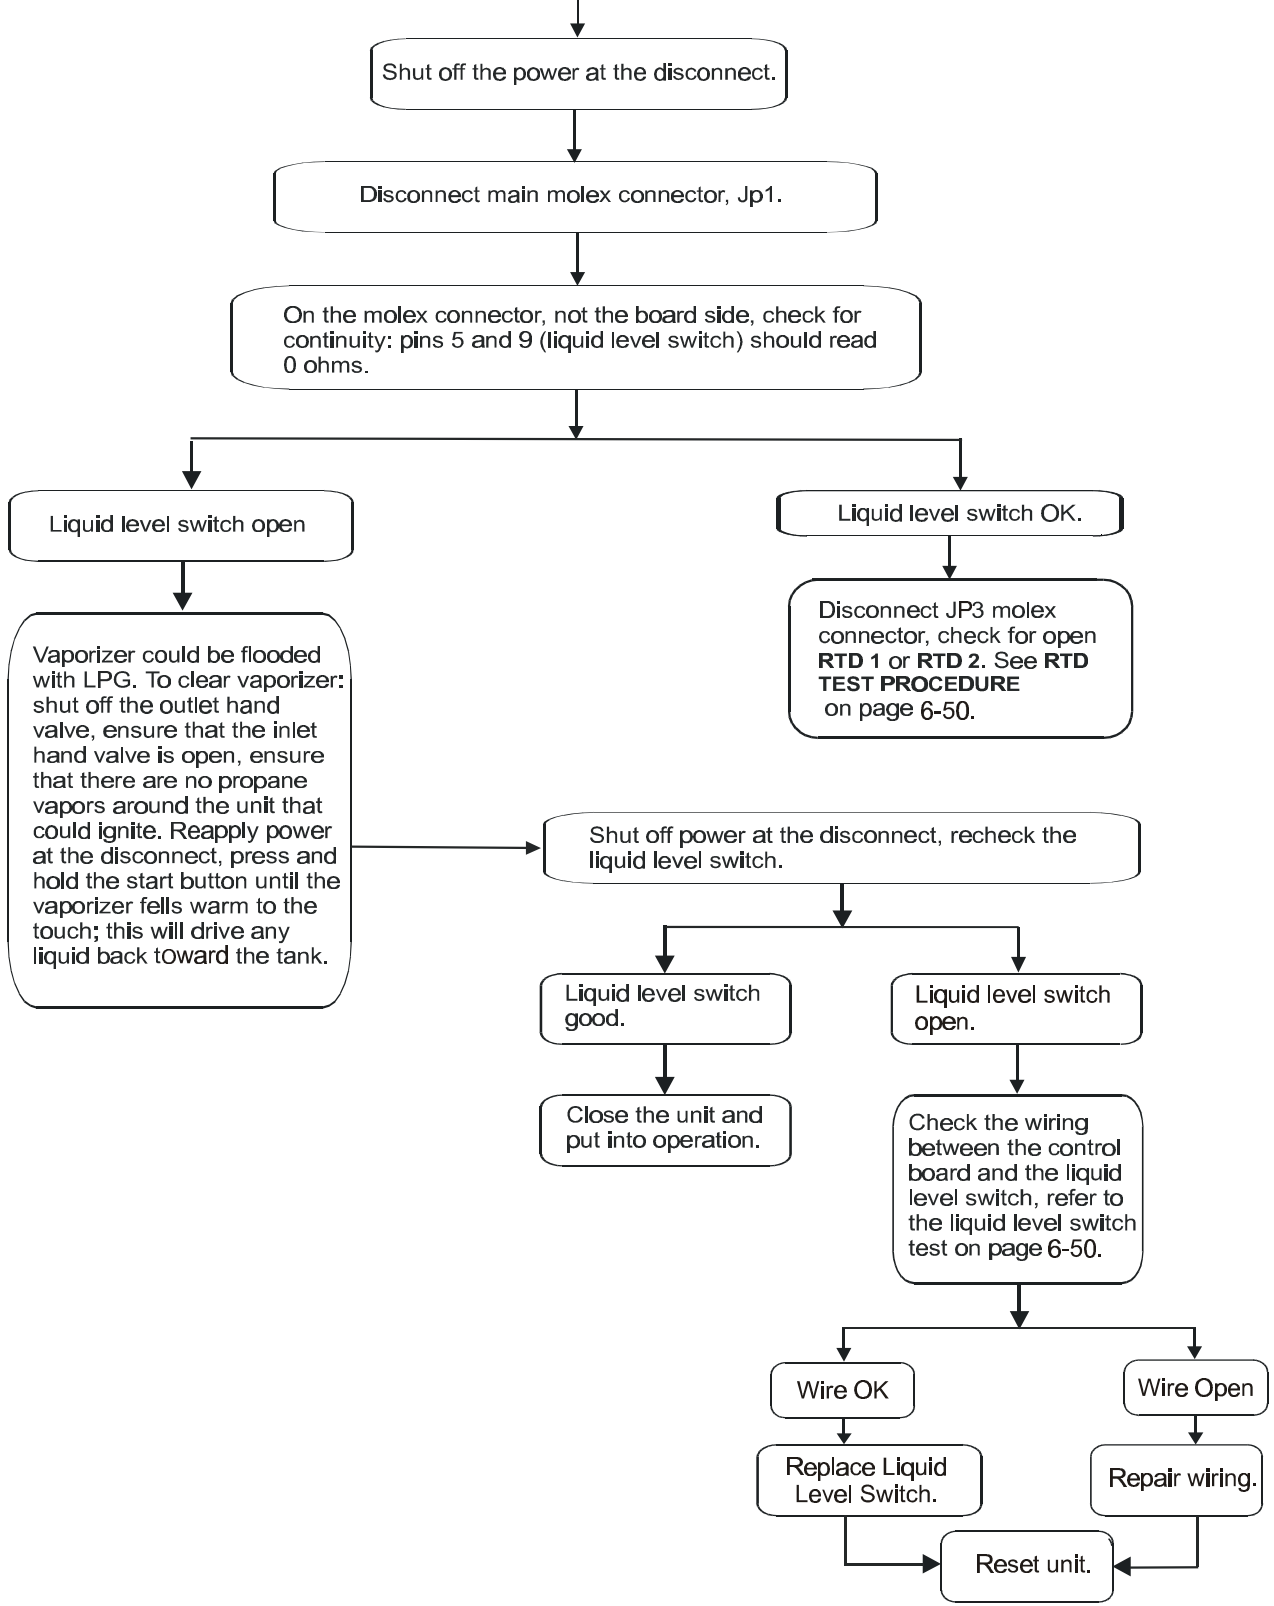 Shut off the power at the disconnect.
Disconnect main molex connector, Jp1.
On the molex connector, not the board side, check for
continuity: pins 5 and 9 (liquid level switch) should read
0 ohms.
Liquid level switch open
Liquid level switch OK.
Vaporizer could be flooded
with LPG. To clear vaporizer:
shut off the outlet hand
valve, ensure that the inlet
hand valve is open, ensure
that there are no propane
vapors around the unit that
could ignite. Reapply power
at the disconnect, press and
hold the start button until the
vaporizer fells warm to the
touch; this will drive any
liquid back toward the tank.
Disconnect JP3 molex
connector, check for open
RTD 1 or RTD 2. See RTD
TEST PROCEDURE
on page 6-50.
Shut off power at the disconnect, recheck the
liquid level switch.
Liquid level switch
good.
Liquid level switch
open.
Close the unit and
put into operation.
Check the wiring
between the control
board and the liquid
level switch, refer to
the liquid level switch
test on page 6-50.
Wire OK
Wire Open
Replace Liquid
Level Switch.
Repair wiring.
Reset unit.